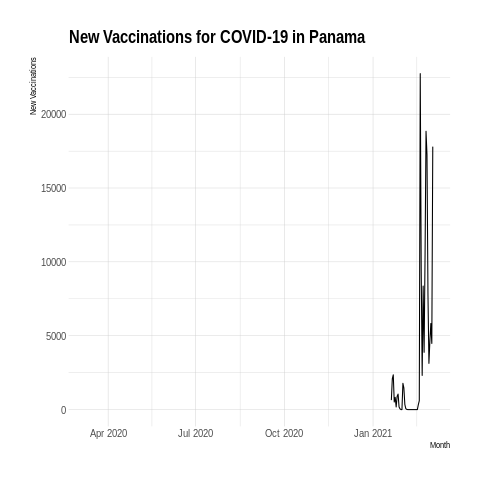 New Vaccinations for COVID-19 in Panama
New Vaccinations
20000
15000
10000
5000
0
Apr 2020 Jul 2020 Oct 2020 Jan 2021
Month